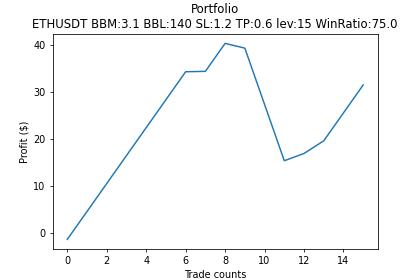 Portfolio
ETHUSDT BBM:3.1 BBL:140 SL:1.2 TP:0.6 lev:15 WinRatio:75.0
40
30
20
10
0
Profit ($)
0 2 4 6 8 10 12 14
Trade counts